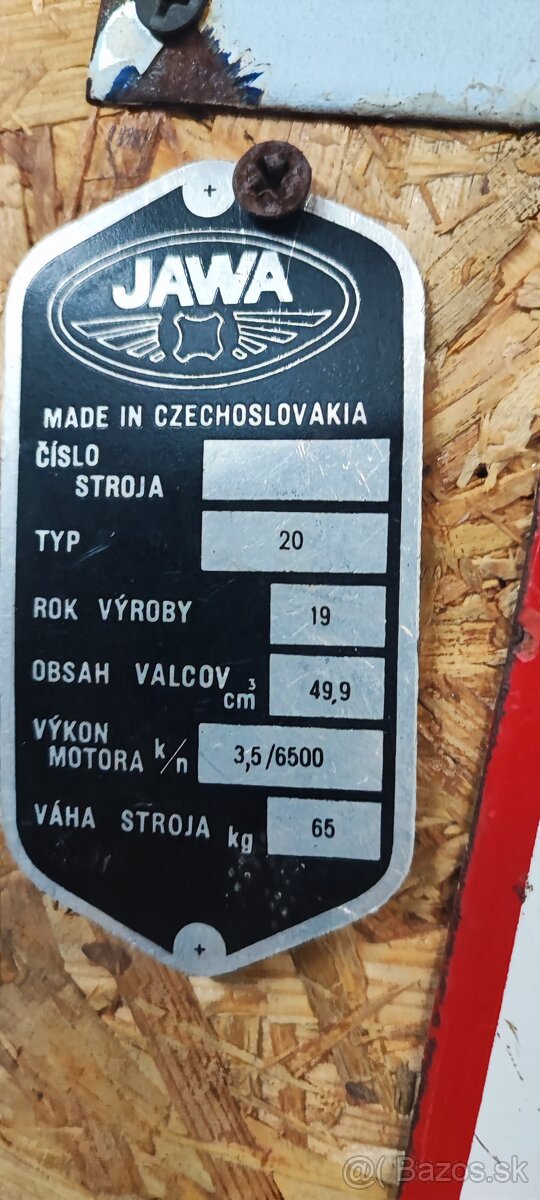 JAWA
MADE IN CZECHOSLOVAKIA
ČÍSLO
STROJA
TYP 20
ROK VÝROBY 19
OBSAH VALCOV cm³ 49,9
VÝKON
MOTORA k/n 3,5/6500
VÁHA STROJA kg 65
@( Bazos.sk